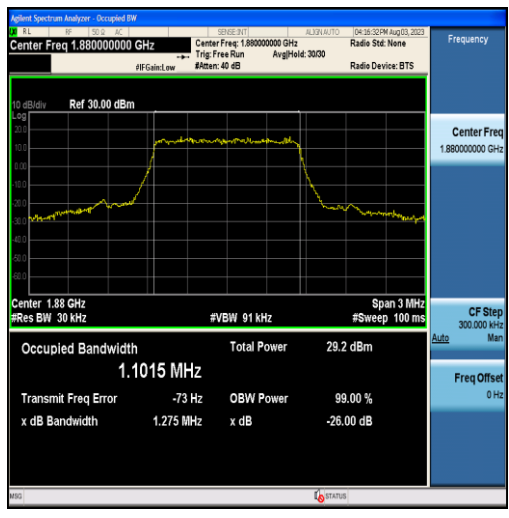 Agilent Spectrum Analyzer - Occupied BW
RL RF 50 Ω AC SENSE:INT ALIGN AUTO 04:16:32 PM Aug 03, 2023
Center Freq 1.880000000 GHz
Center Freq: 1.880000000 GHz
Radio Std: None
Trig: Free Run Avg|Hold: 30/30
#IFGain:Low #Atten: 40 dB Radio Device: BTS
10 dB/div Ref 30.00 dBm
Log
20.0
10.0
0.00
-10.0
-20.0
-30.0
-40.0
-50.0
-60.0
Center 1.88 GHz Span 3 MHz
#Res BW 30 kHz #VBW 91 kHz #Sweep 100 ms
Occupied Bandwidth Total Power 29.2 dBm
1.1015 MHz
Transmit Freq Error -73 Hz OBW Power 99.00 %
x dB Bandwidth 1.275 MHz x dB -26.00 dB
MSG STATUS
Frequency
Center Freq
1.880000000 GHz
CF Step
300.000 kHz
Auto Man
Freq Offset
0 Hz